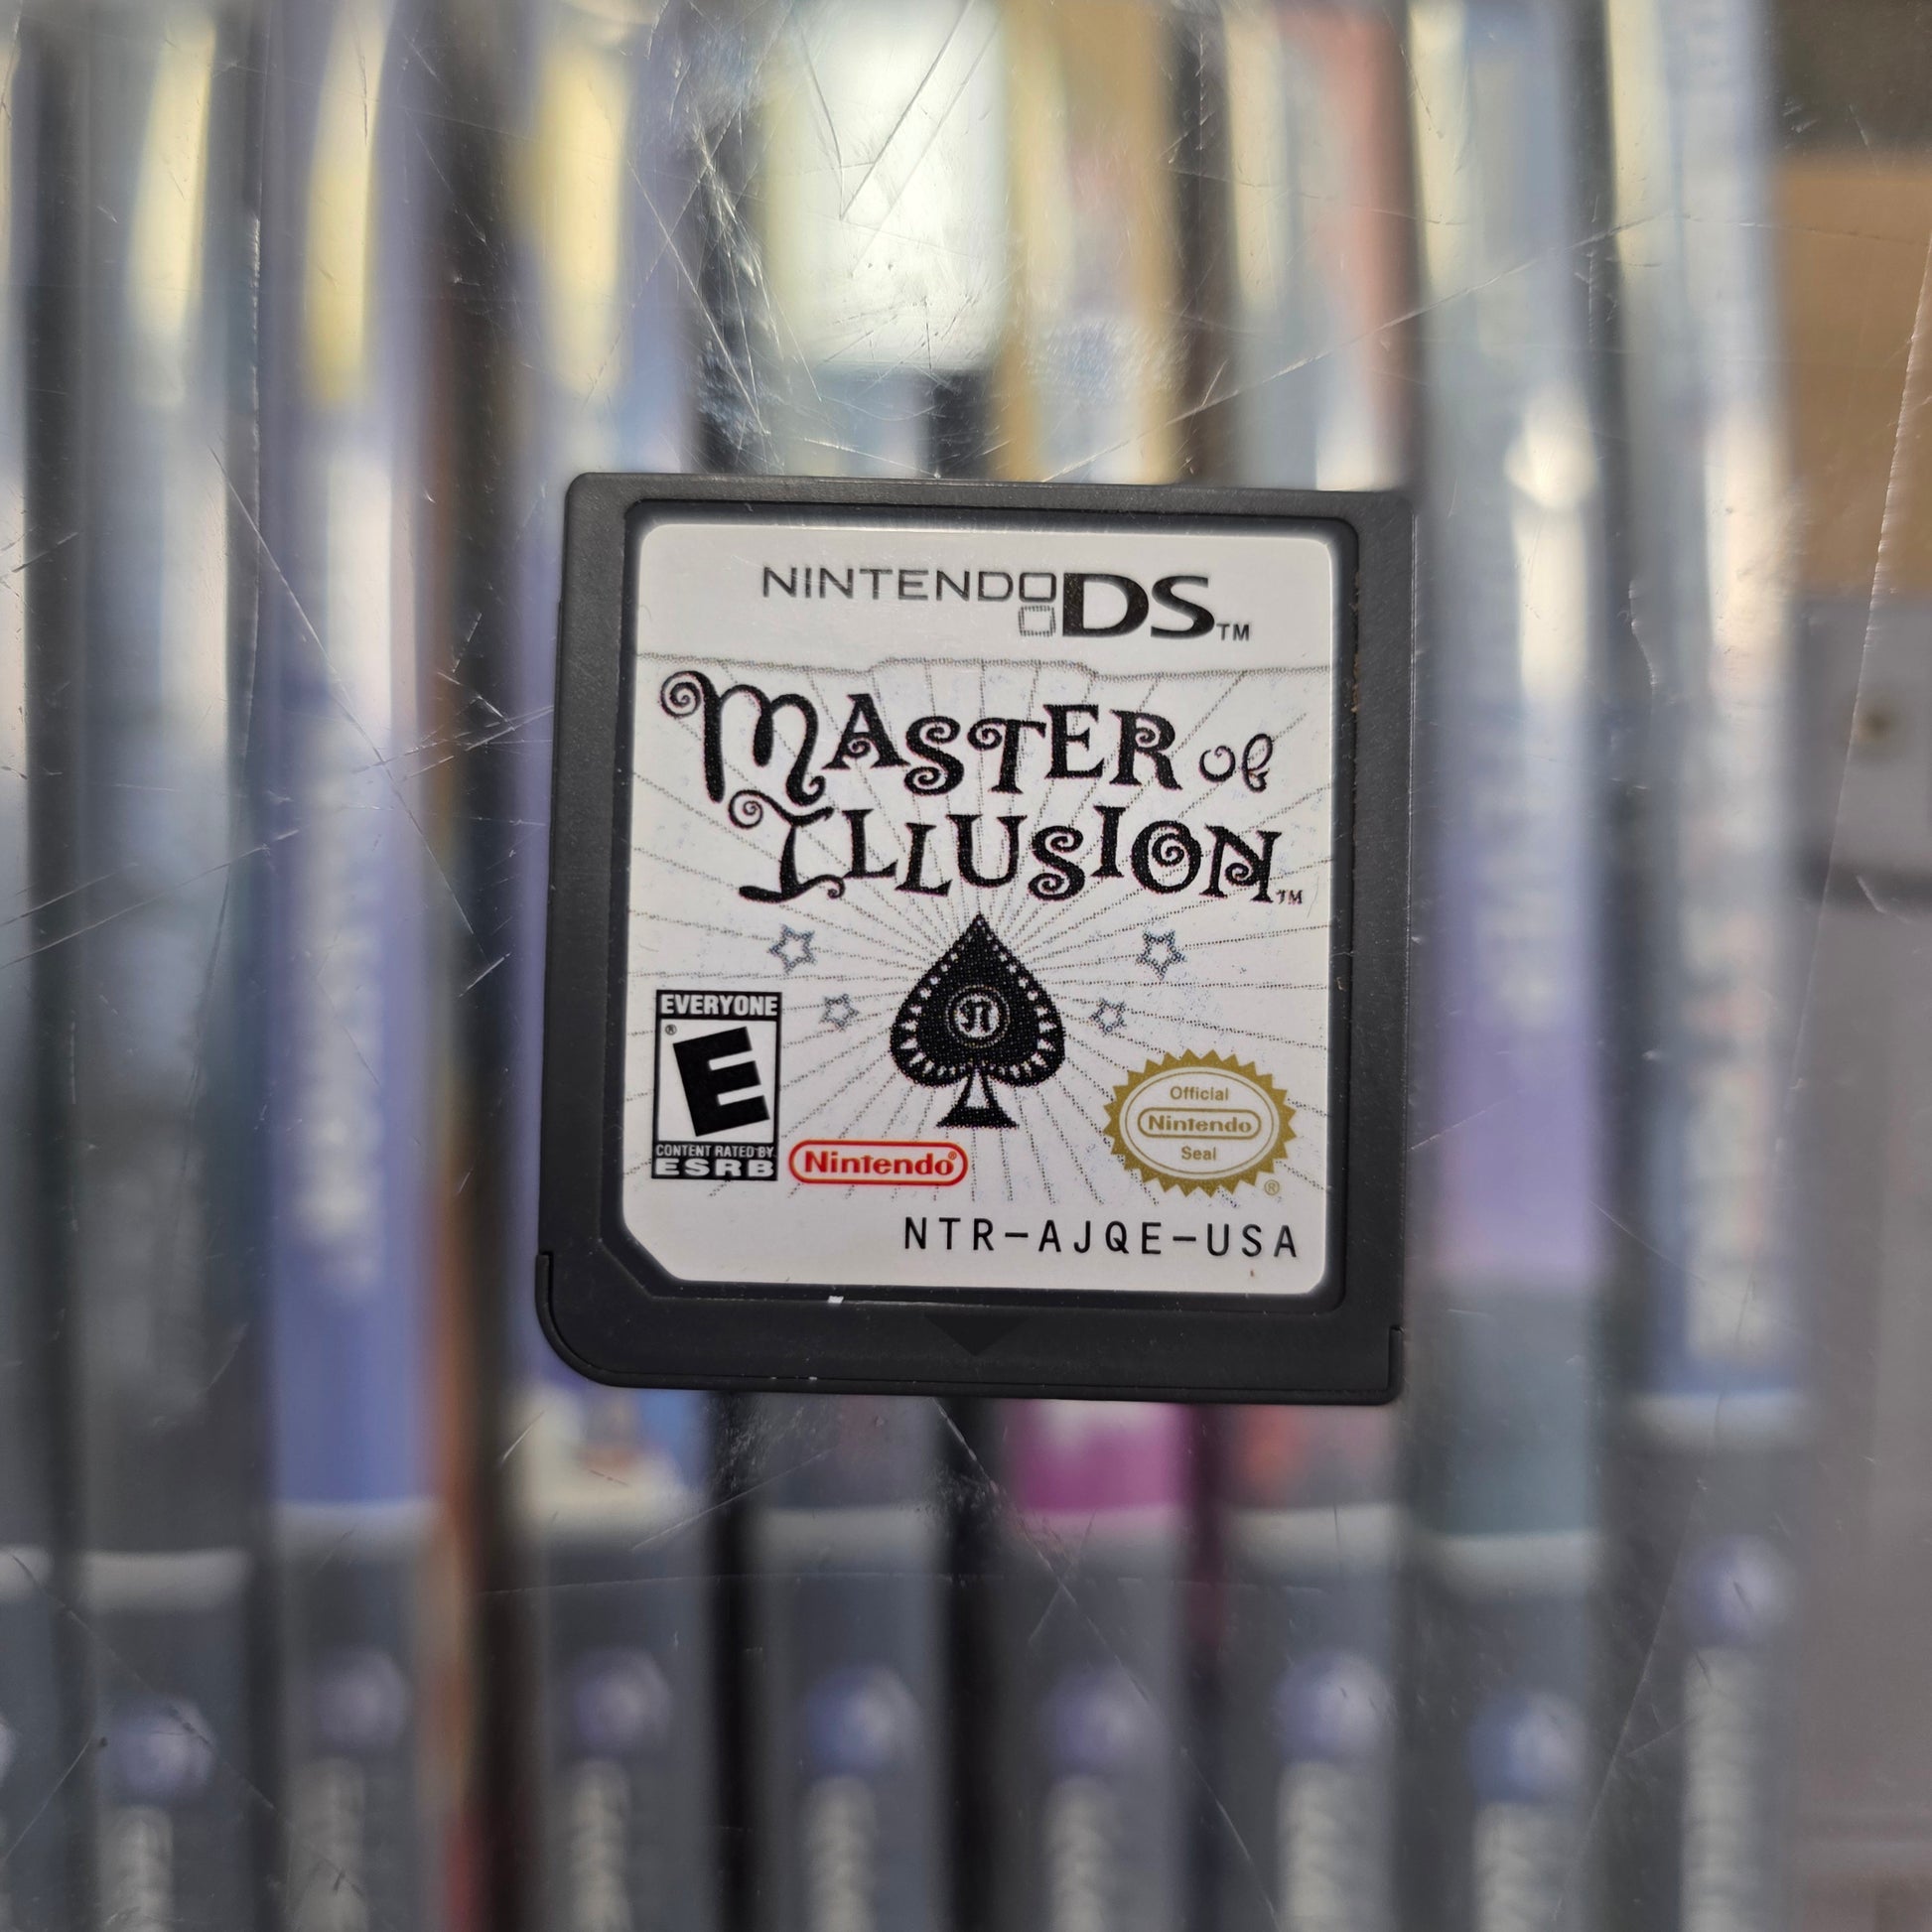 NINTENDO DS™
MASTER of
ILLUSION™
EVERYONE
E®
CONTENT RATED BY
ESRB
Nintendo®
Official
Nintendo
Seal
®
NTR-AJQE-USA